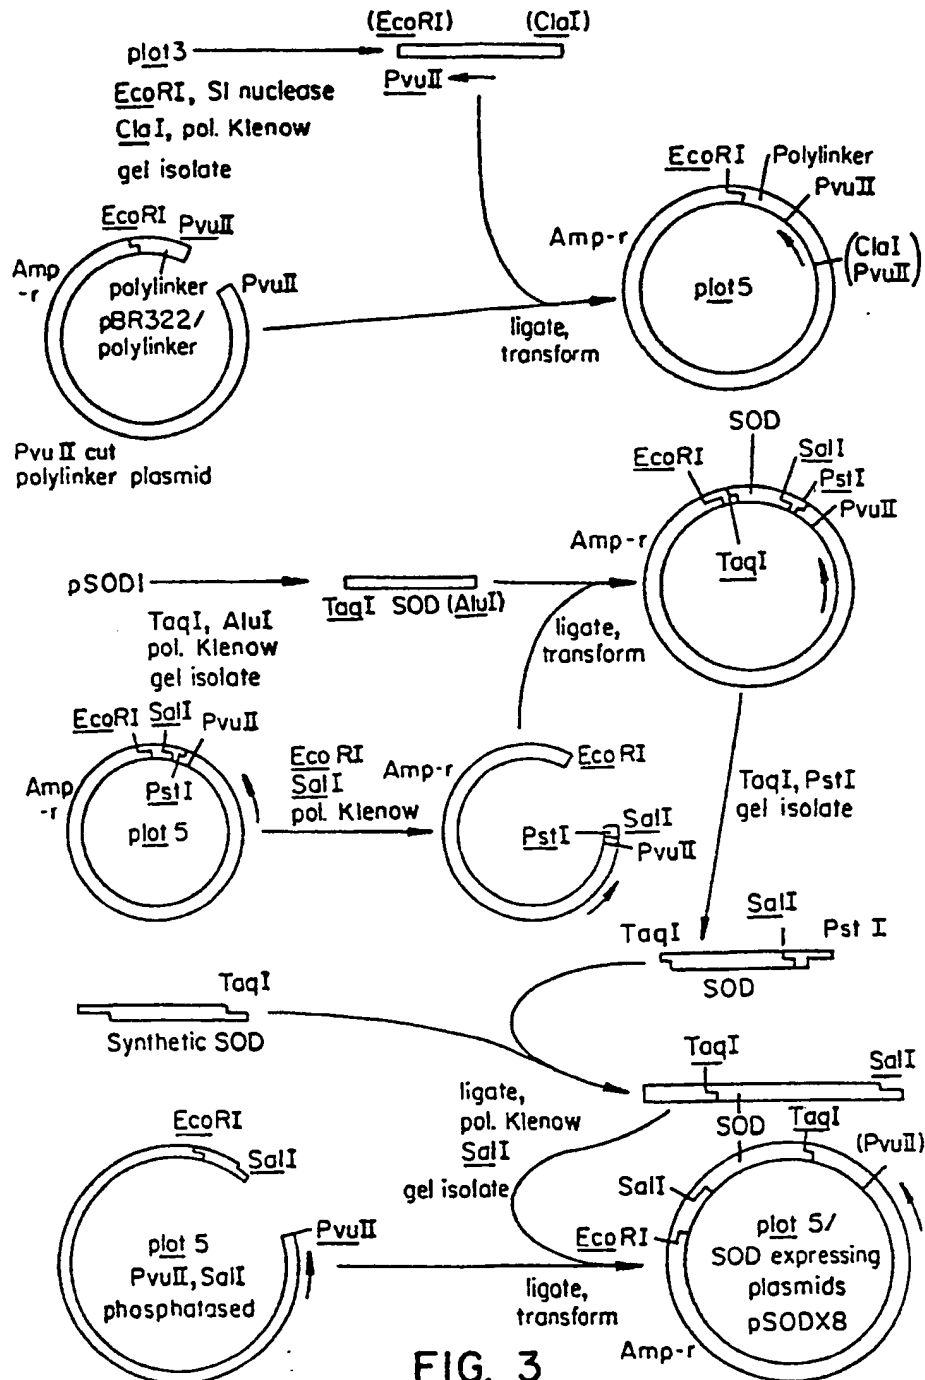 (EcoRI) (ClaI)
plot3
PvuII
EcoRI, SI nuclease
ClaI, pol. Klenow
gel isolate
EcoRI Polylinker
PvuII
(ClaI
PvuII)
Amp-r
plot5
EcoRI PvuII
Amp
-r
polylinker
PvuII
pBR322/
polylinker
ligate,
transform
PvuII cut
polylinker plasmid
SOD
EcoRI SalI
PstI
PvuII
Amp-r
TaqI
pSODI
TaqI SOD (AluI)
TaqI, AluI
pol. Klenow
gel isolate
ligate,
transform
EcoRI SalI PvuII
Amp
-r
PstI
plot 5
EcoRI
SalI
pol. Klenow
Amp-r
EcoRI
PstI
SalI
PvuII
TaqI, PstI
gel isolate
TaqI SalI Pst I
SOD
TaqI
Synthetic SOD
ligate,
pol. Klenow
SalI
gel isolate
TaqI SalI
SOD TaqI
(PvuII)
EcoRI
SalI
PvuII
plot 5
PvuII, SalI
phosphatased
ligate,
transform
SalI
EcoRI
plot 5/
SOD expressing
plasmids
pSODX8
Amp-r
FIG. 3